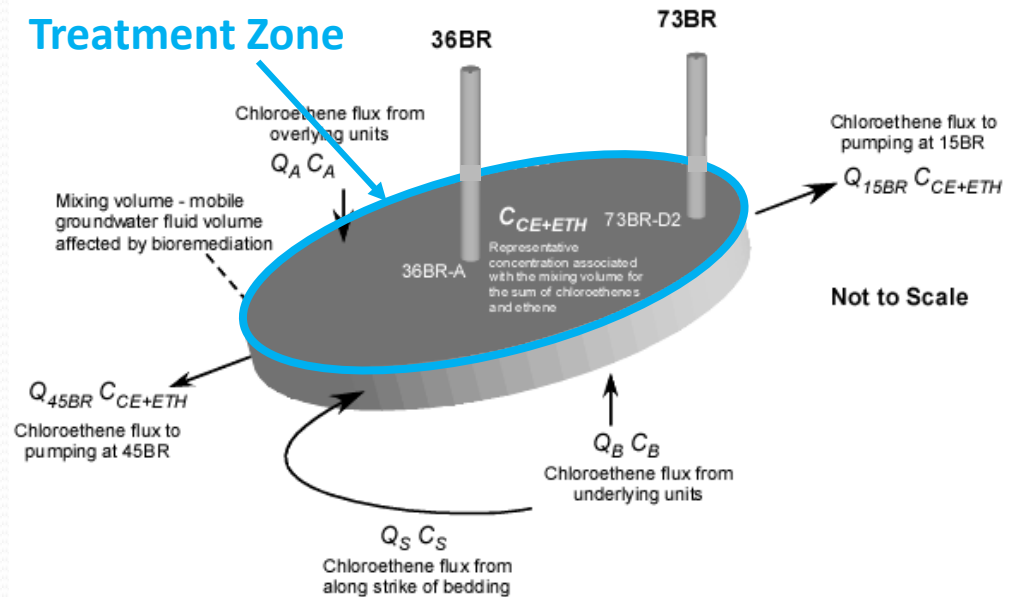 Treatment Zone
36BR
73BR
Chloroethene flux from
overlying units
Q_A C_A
Chloroethene flux to
pumping at 15BR
Q_15BR C_CE+ETH
Mixing volume - mobile
groundwater fluid volume
affected by bioremediation
C_CE+ETH
73BR-D2
36BR-A
Representative
concentration associated
with the mixing volume for
the sum of chloroethenes
and ethene
Not to Scale
Q_45BR C_CE+ETH
Chloroethene flux to
pumping at 45BR
Q_B C_B
Chloroethene flux from
underlying units
Q_S C_S
Chloroethene flux from
along strike of bedding